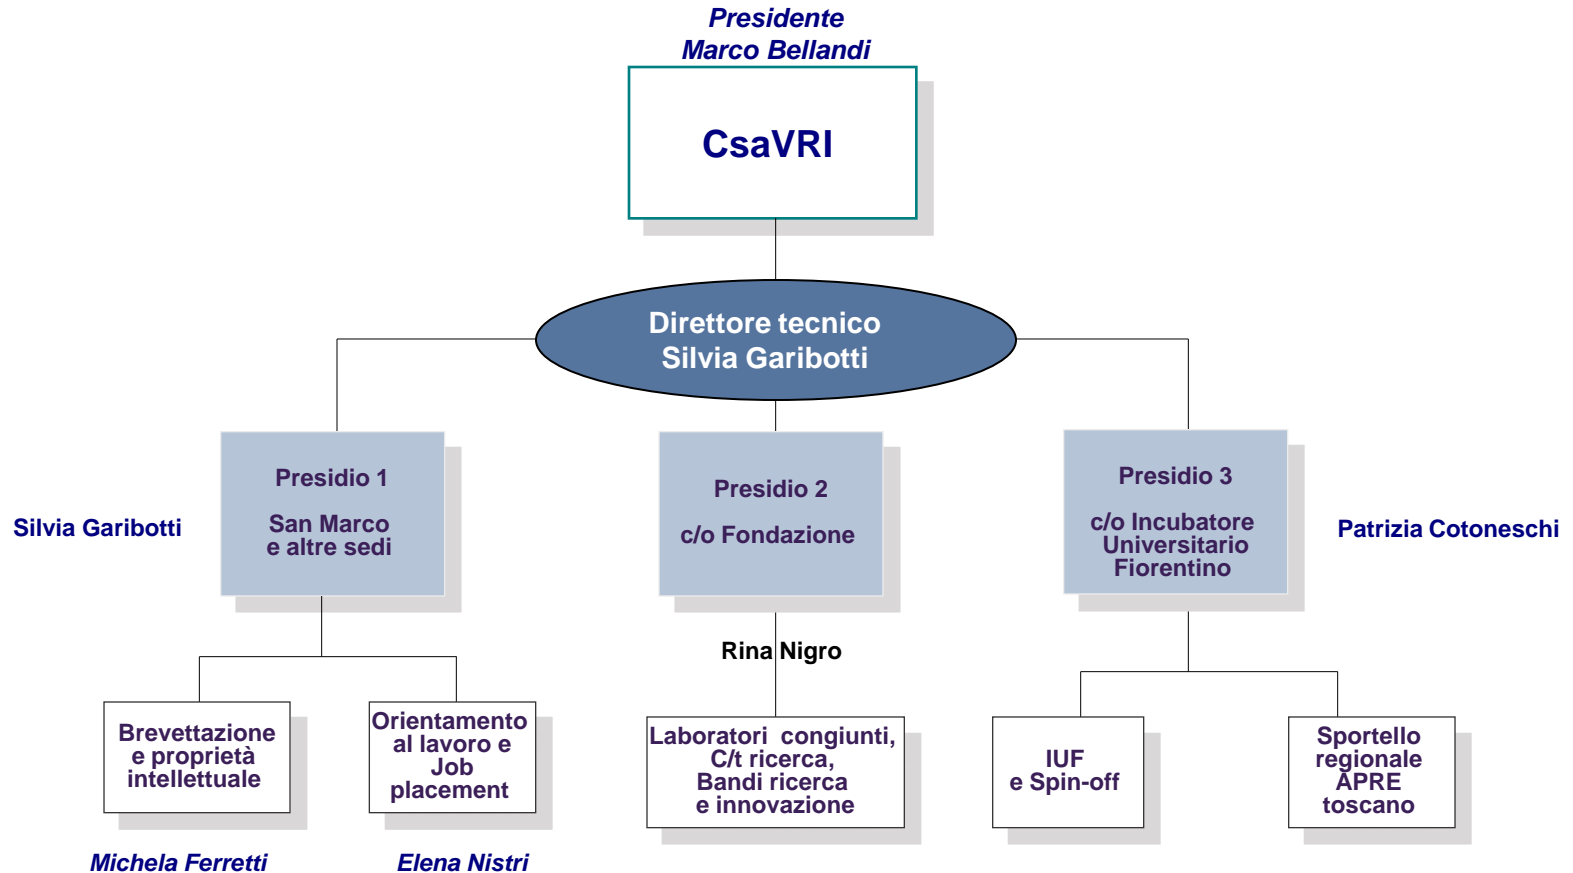 Presidente
Marco Bellandi
CsaVRI
Direttore tecnico
Silvia Garibotti
Silvia Garibotti
Presidio 1
San Marco
e altre sedi
Presidio 2
c/o Fondazione
Presidio 3
c/o Incubatore
Universitario
Fiorentino
Patrizia Cotoneschi
Rina Nigro
Brevettazione
e proprietà
intellettuale
Orientamento
al lavoro e
Job
placement
Laboratori congiunti,
C/t ricerca,
Bandi ricerca
e innovazione
IUF
e Spin-off
Sportello
regionale
APRE
toscano
Michela Ferretti
Elena Nistri